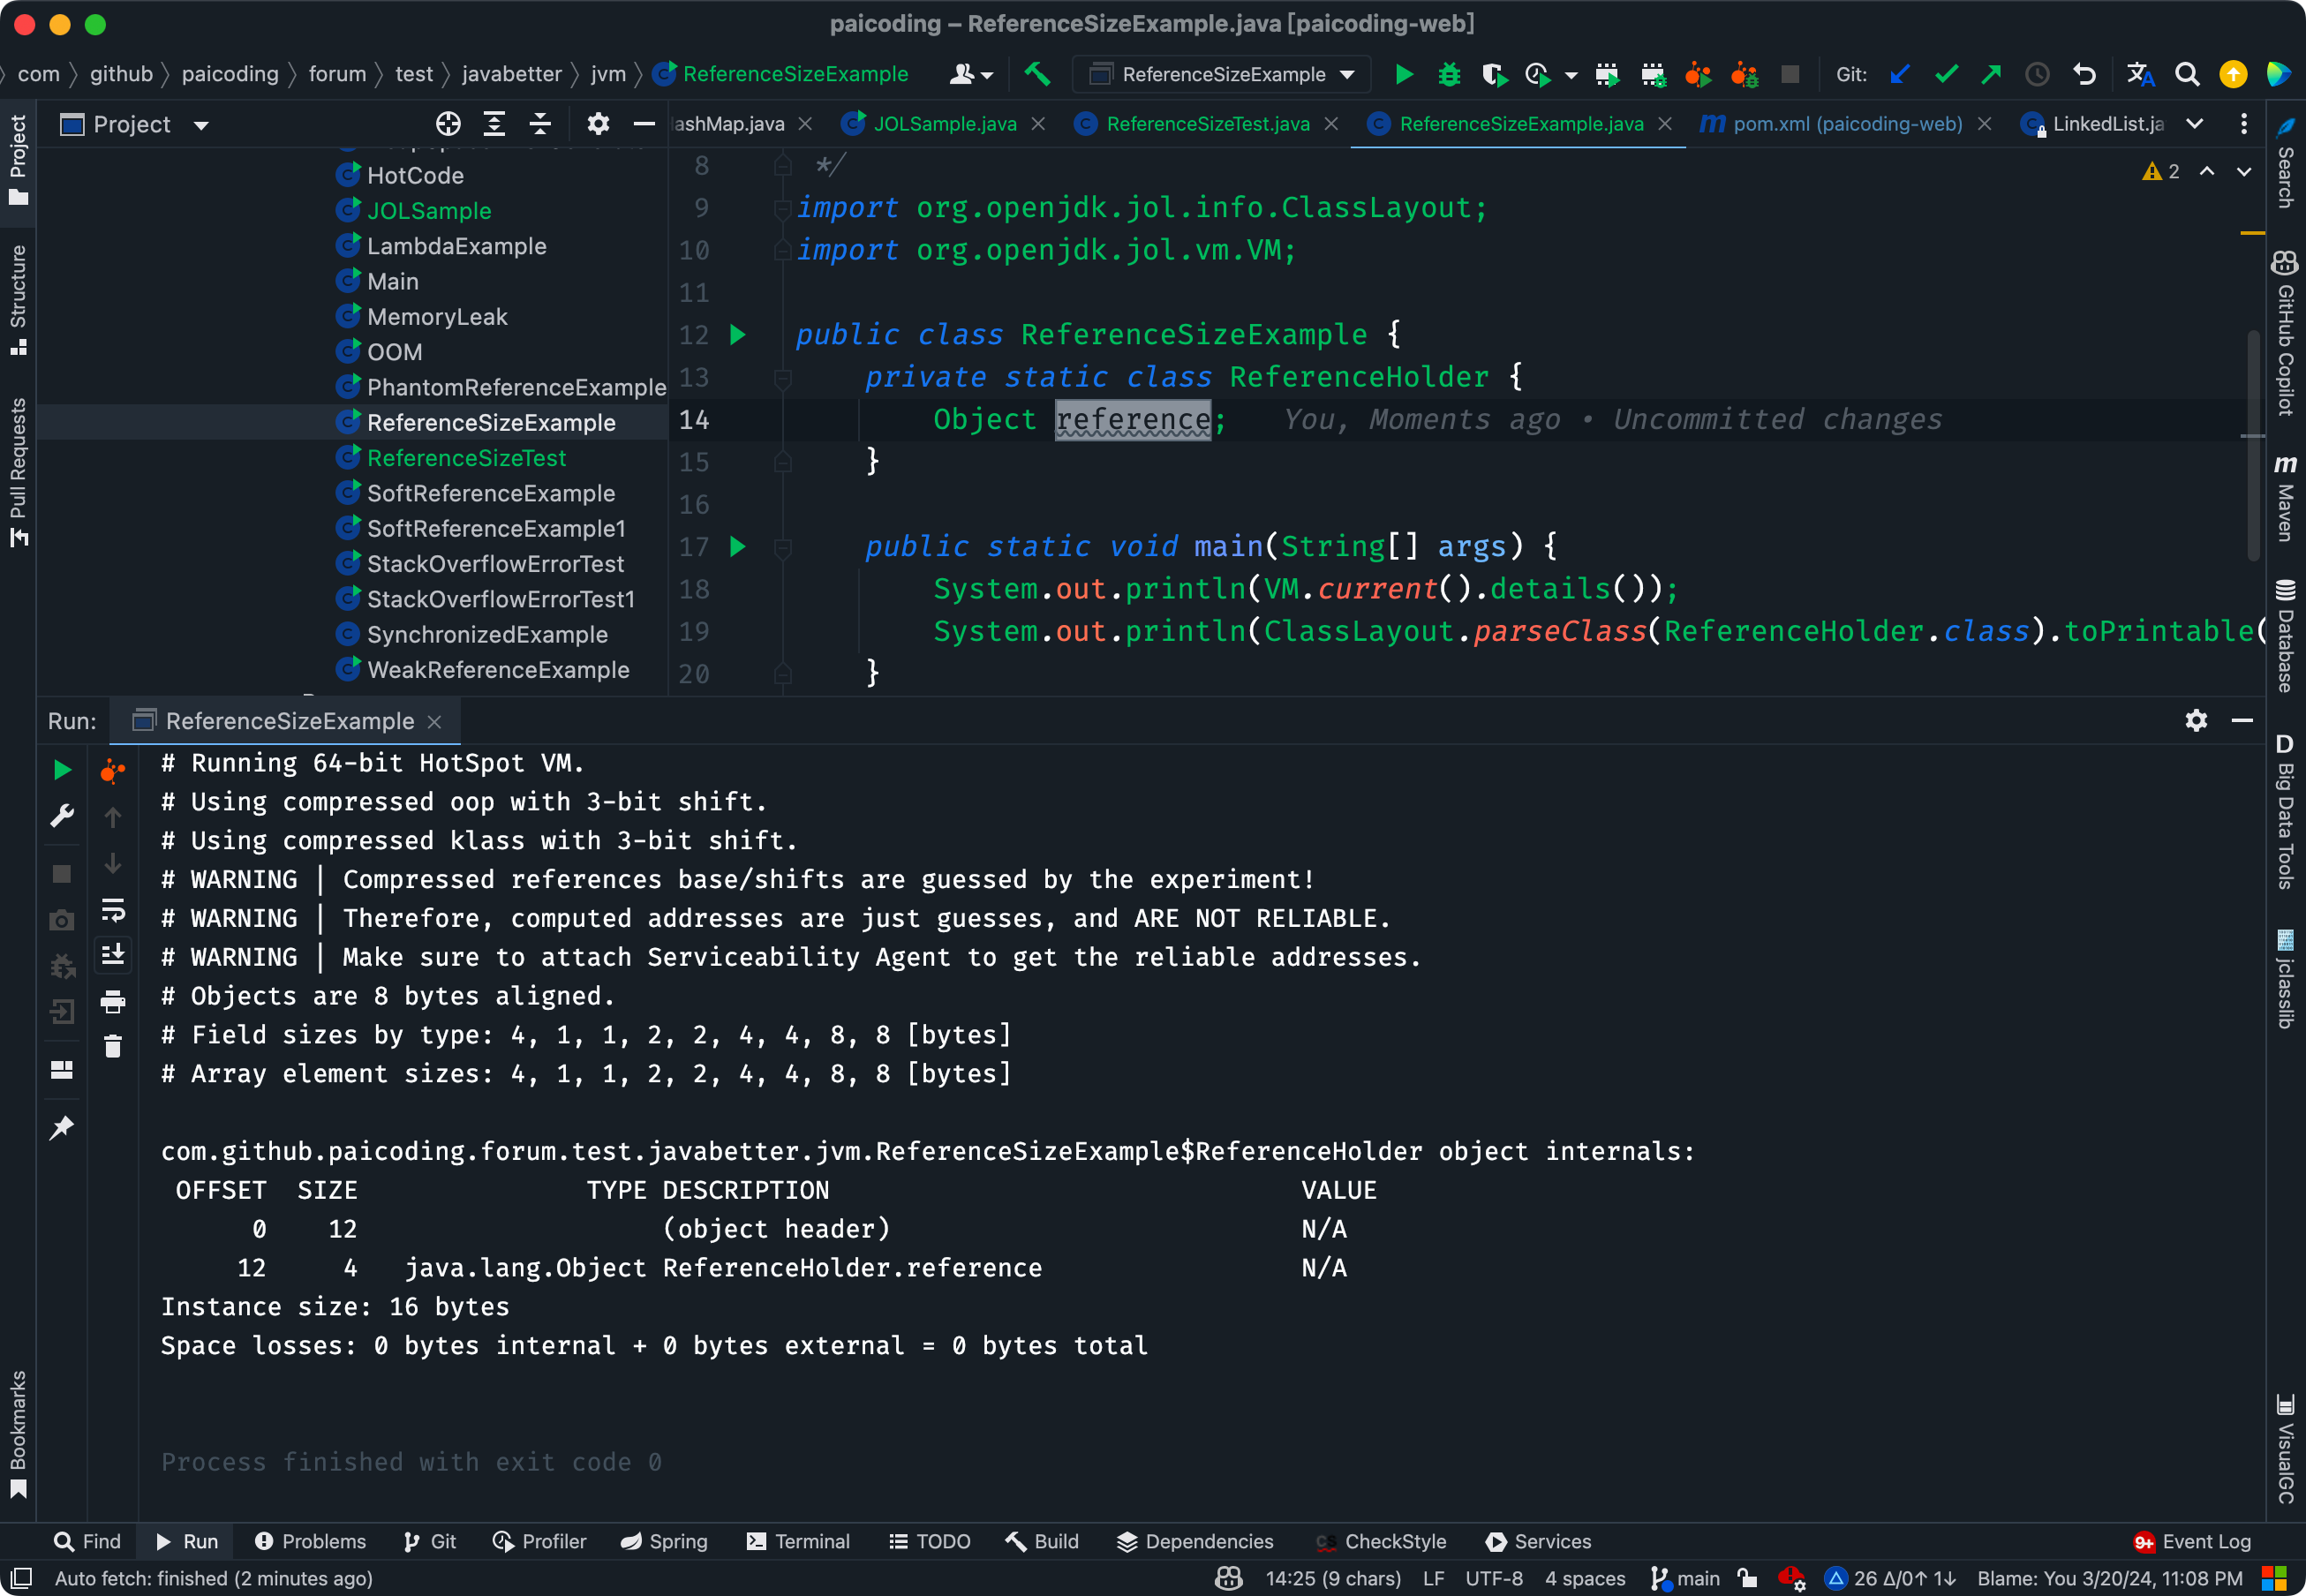 paicoding – ReferenceSizeExample.java [paicoding-web]
com github paicoding forum test javabetter jvm ReferenceSizeExample
ReferenceSizeExample
Git:
Project
ashMap.java
JOLSample.java
ReferenceSizeTest.java
ReferenceSizeExample.java
pom.xml (paicoding-web)
LinkedList.ja
Project
Structure
Pull Requests
Bookmarks
HotCode
JOLSample
LambdaExample
Main
MemoryLeak
OOM
PhantomReferenceExample
ReferenceSizeExample
ReferenceSizeTest
SoftReferenceExample
SoftReferenceExample1
StackOverflowErrorTest
StackOverflowErrorTest1
SynchronizedExample
WeakReferenceExample
2
8 */
9 import org.openjdk.jol.info.ClassLayout;
10 import org.openjdk.jol.vm.VM;
11
12 public class ReferenceSizeExample {
13 private static class ReferenceHolder {
14 Object reference; You, Moments ago • Uncommitted changes
15 }
16
17 public static void main(String[] args) {
18 System.out.println(VM.current().details());
19 System.out.println(ClassLayout.parseClass(ReferenceHolder.class).toPrintable(
20 }
Search
GitHub Copilot
m Maven
Database
D Big Data Tools
jclasslib
VisualGC
Run: ReferenceSizeExample
# Running 64-bit HotSpot VM.
# Using compressed oop with 3-bit shift.
# Using compressed klass with 3-bit shift.
# WARNING | Compressed references base/shifts are guessed by the experiment!
# WARNING | Therefore, computed addresses are just guesses, and ARE NOT RELIABLE.
# WARNING | Make sure to attach Serviceability Agent to get the reliable addresses.
# Objects are 8 bytes aligned.
# Field sizes by type: 4, 1, 1, 2, 2, 4, 4, 8, 8 [bytes]
# Array element sizes: 4, 1, 1, 2, 2, 4, 4, 8, 8 [bytes]
com.github.paicoding.forum.test.javabetter.jvm.ReferenceSizeExample$ReferenceHolder object internals:
OFFSET SIZE TYPE DESCRIPTION VALUE
0 12 (object header) N/A
12 4 java.lang.Object ReferenceHolder.reference N/A
Instance size: 16 bytes
Space losses: 0 bytes internal + 0 bytes external = 0 bytes total
Process finished with exit code 0
Find Run Problems Git Profiler Spring Terminal TODO Build Dependencies CheckStyle Services 9+ Event Log
Auto fetch: finished (2 minutes ago) 14:25 (9 chars) LF UTF-8 4 spaces main 26 ∆/0↑ 1↓ Blame: You 3/20/24, 11:08 PM